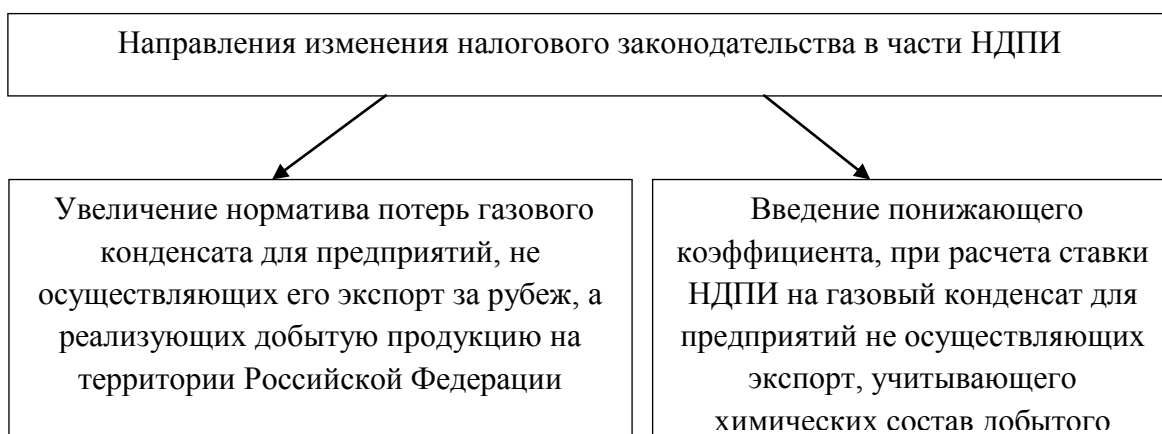 Направления изменения налогового законодательства в части НДПИ
Увеличение норматива потерь газового
конденсата для предприятий, не
осуществляющих его экспорт за рубеж, а
реализующих добытую продукцию на
территории Российской Федерации
Введение понижающего
коэффициента, при расчета ставки
НДПИ на газовый конденсат для
предприятий не осуществляющих
экспорт, учитывающего
химических состав добытого